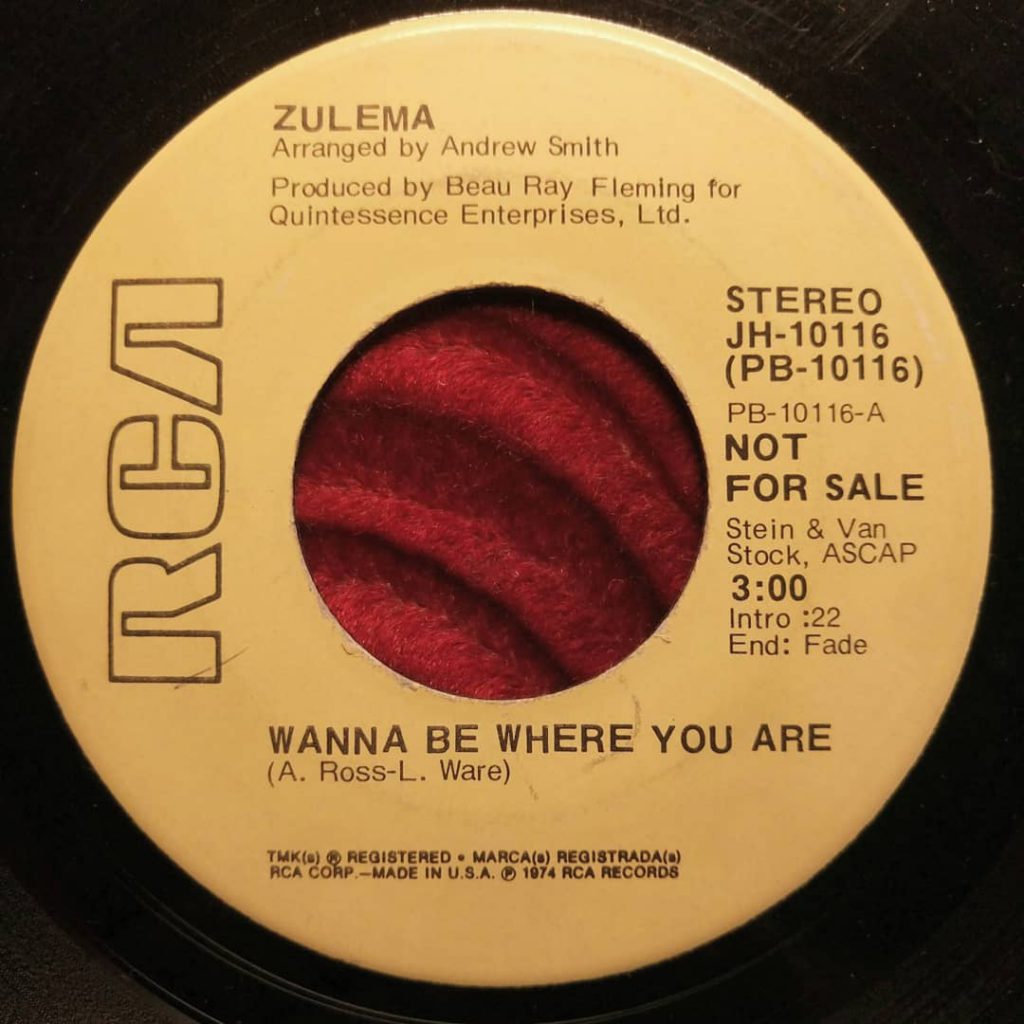 ZULEMA
Arranged by Andrew Smith
Produced by Beau Ray Fleming for
Quintessence Enterprises, Ltd.
RCA
STEREO
JH-10116
(PB-10116)
PB-10116-A
NOT
FOR SALE
Stein & Van
Stock, ASCAP
3:00
Intro :22
End: Fade
WANNA BE WHERE YOU ARE
(A. Ross-L. Ware)
TMK(s) ® REGISTERED • MARCA(s) REGISTRADA(s)
RCA CORP.—MADE IN U.S.A. ℗ 1974 RCA RECORDS